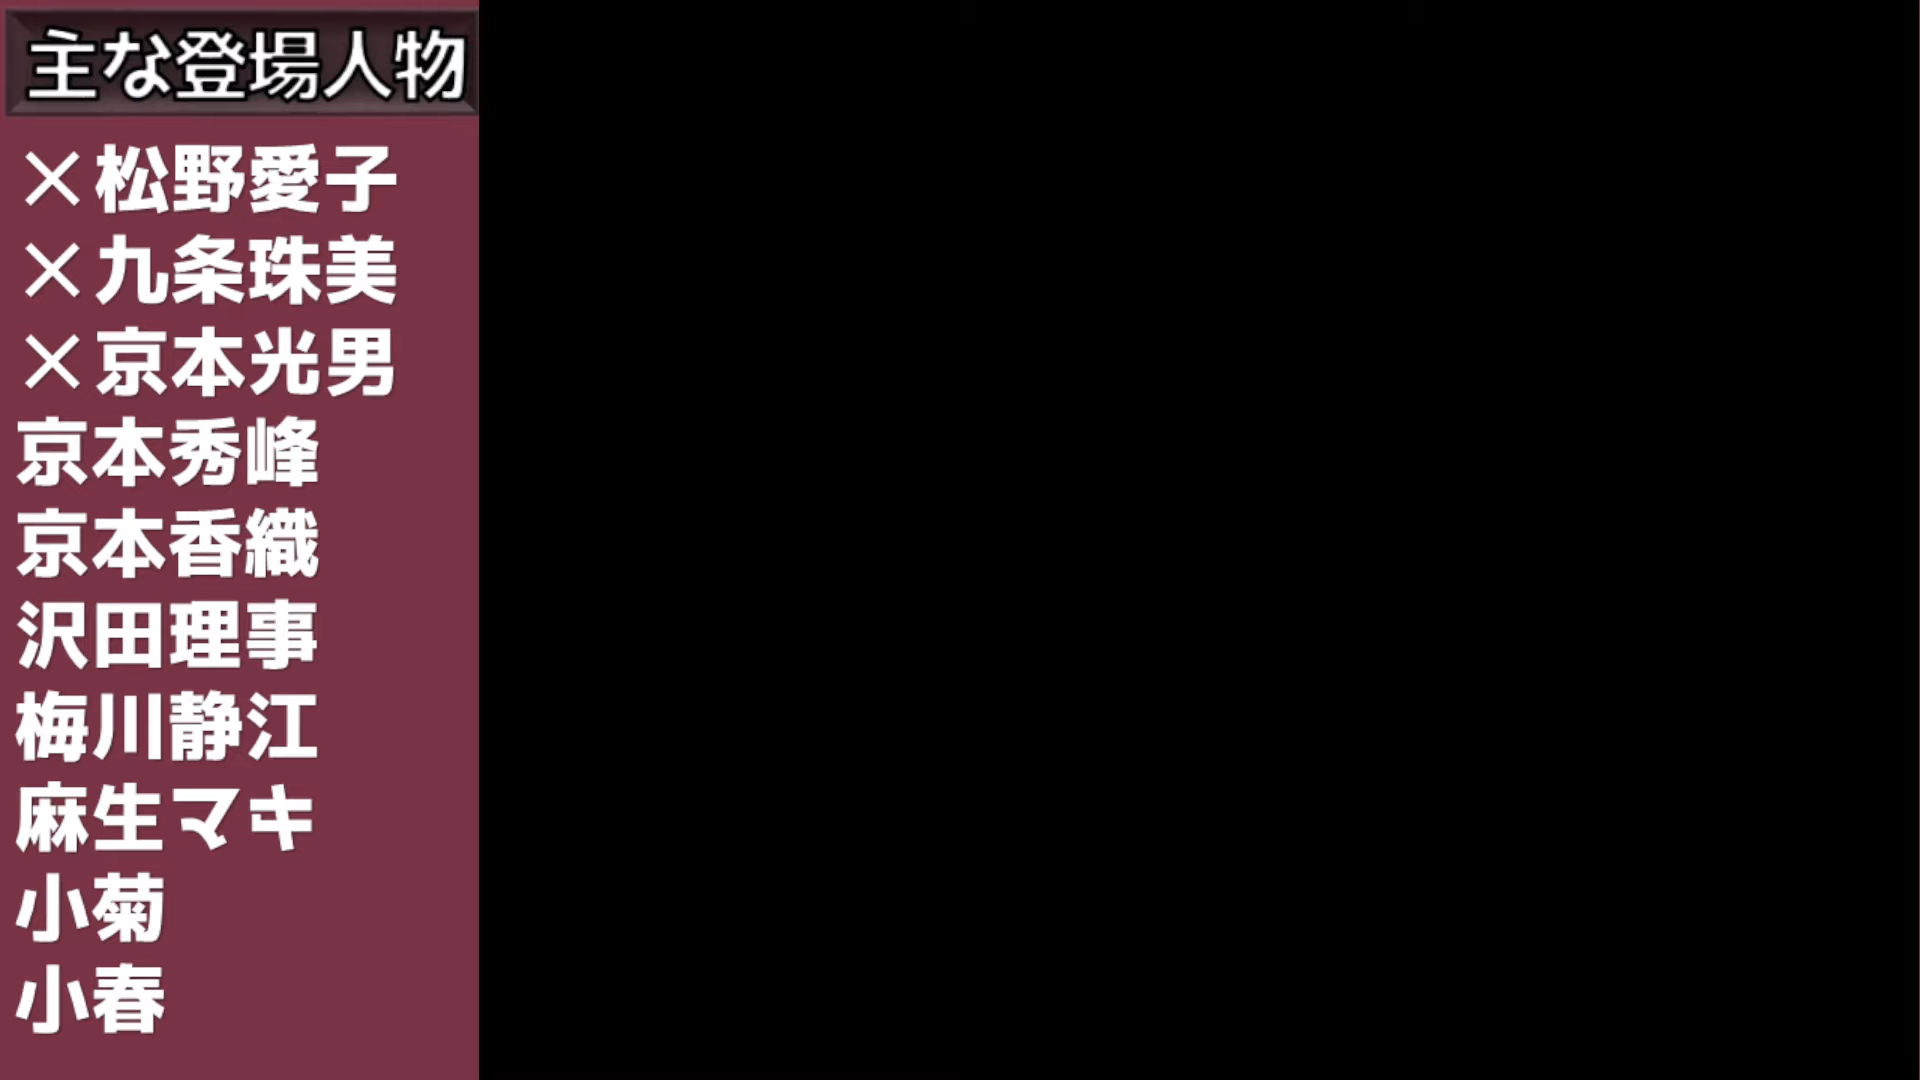 主な登場人物
×松野愛子
×九条珠美
×京本光男
京本秀峰
京本香織
沢田理事
梅川静江
麻生マキ
小菊
小春